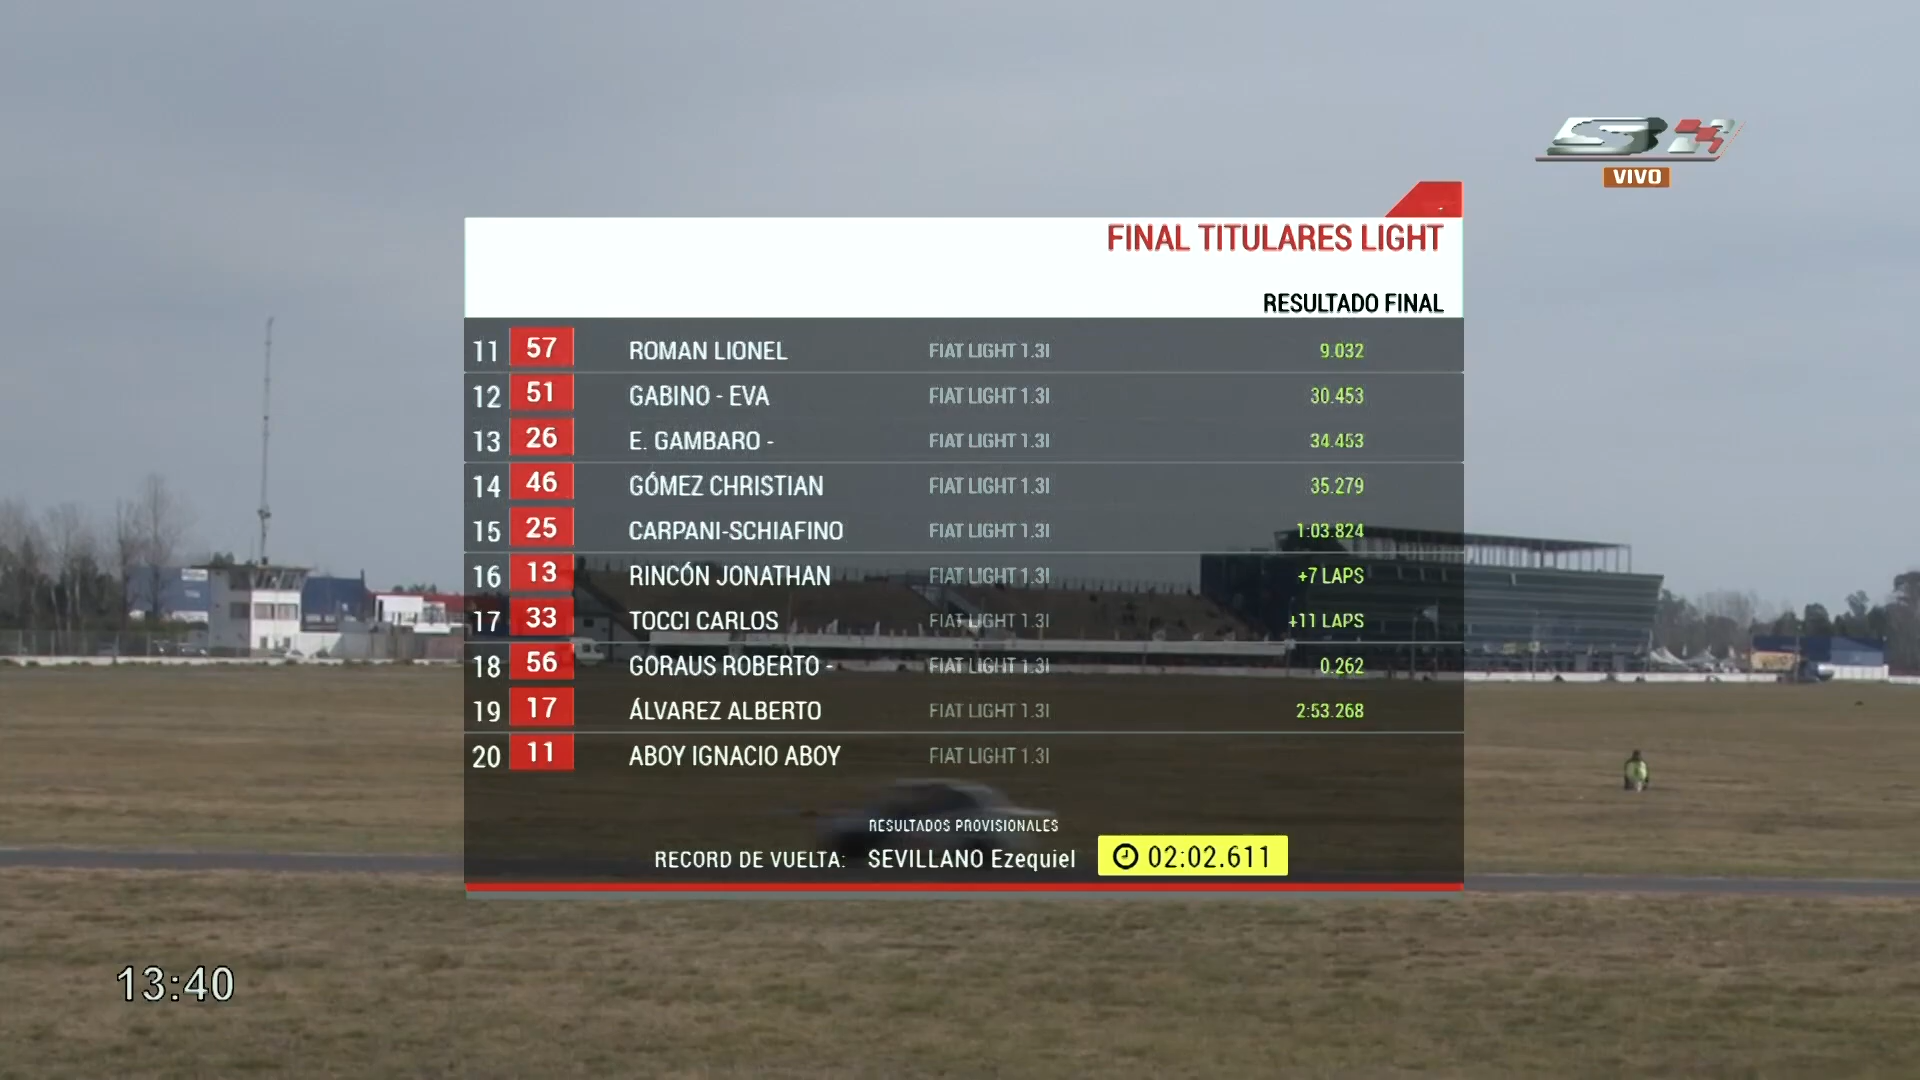 VIVO
FINAL TITULARES LIGHT
RESULTADO FINAL
11 57 ROMAN LIONEL FIAT LIGHT 1.3I 9.032
12 51 GABINO - EVA FIAT LIGHT 1.3I 30.453
13 26 E. GAMBARO - FIAT LIGHT 1.3I 34.453
14 46 GÓMEZ CHRISTIAN FIAT LIGHT 1.3I 35.279
15 25 CARPANI-SCHIAFINO FIAT LIGHT 1.3I 1:03.824
16 13 RINCÓN JONATHAN FIAT LIGHT 1.3I +7 LAPS
17 33 TOCCI CARLOS FIAT LIGHT 1.3I +11 LAPS
18 56 GORAUS ROBERTO - FIAT LIGHT 1.3I 0.262
19 17 ÁLVAREZ ALBERTO FIAT LIGHT 1.3I 2:53.268
20 11 ABOY IGNACIO ABOY FIAT LIGHT 1.3I
RESULTADOS PROVISIONALES
RECORD DE VUELTA: SEVILLANO Ezequiel 02:02.611
13:40